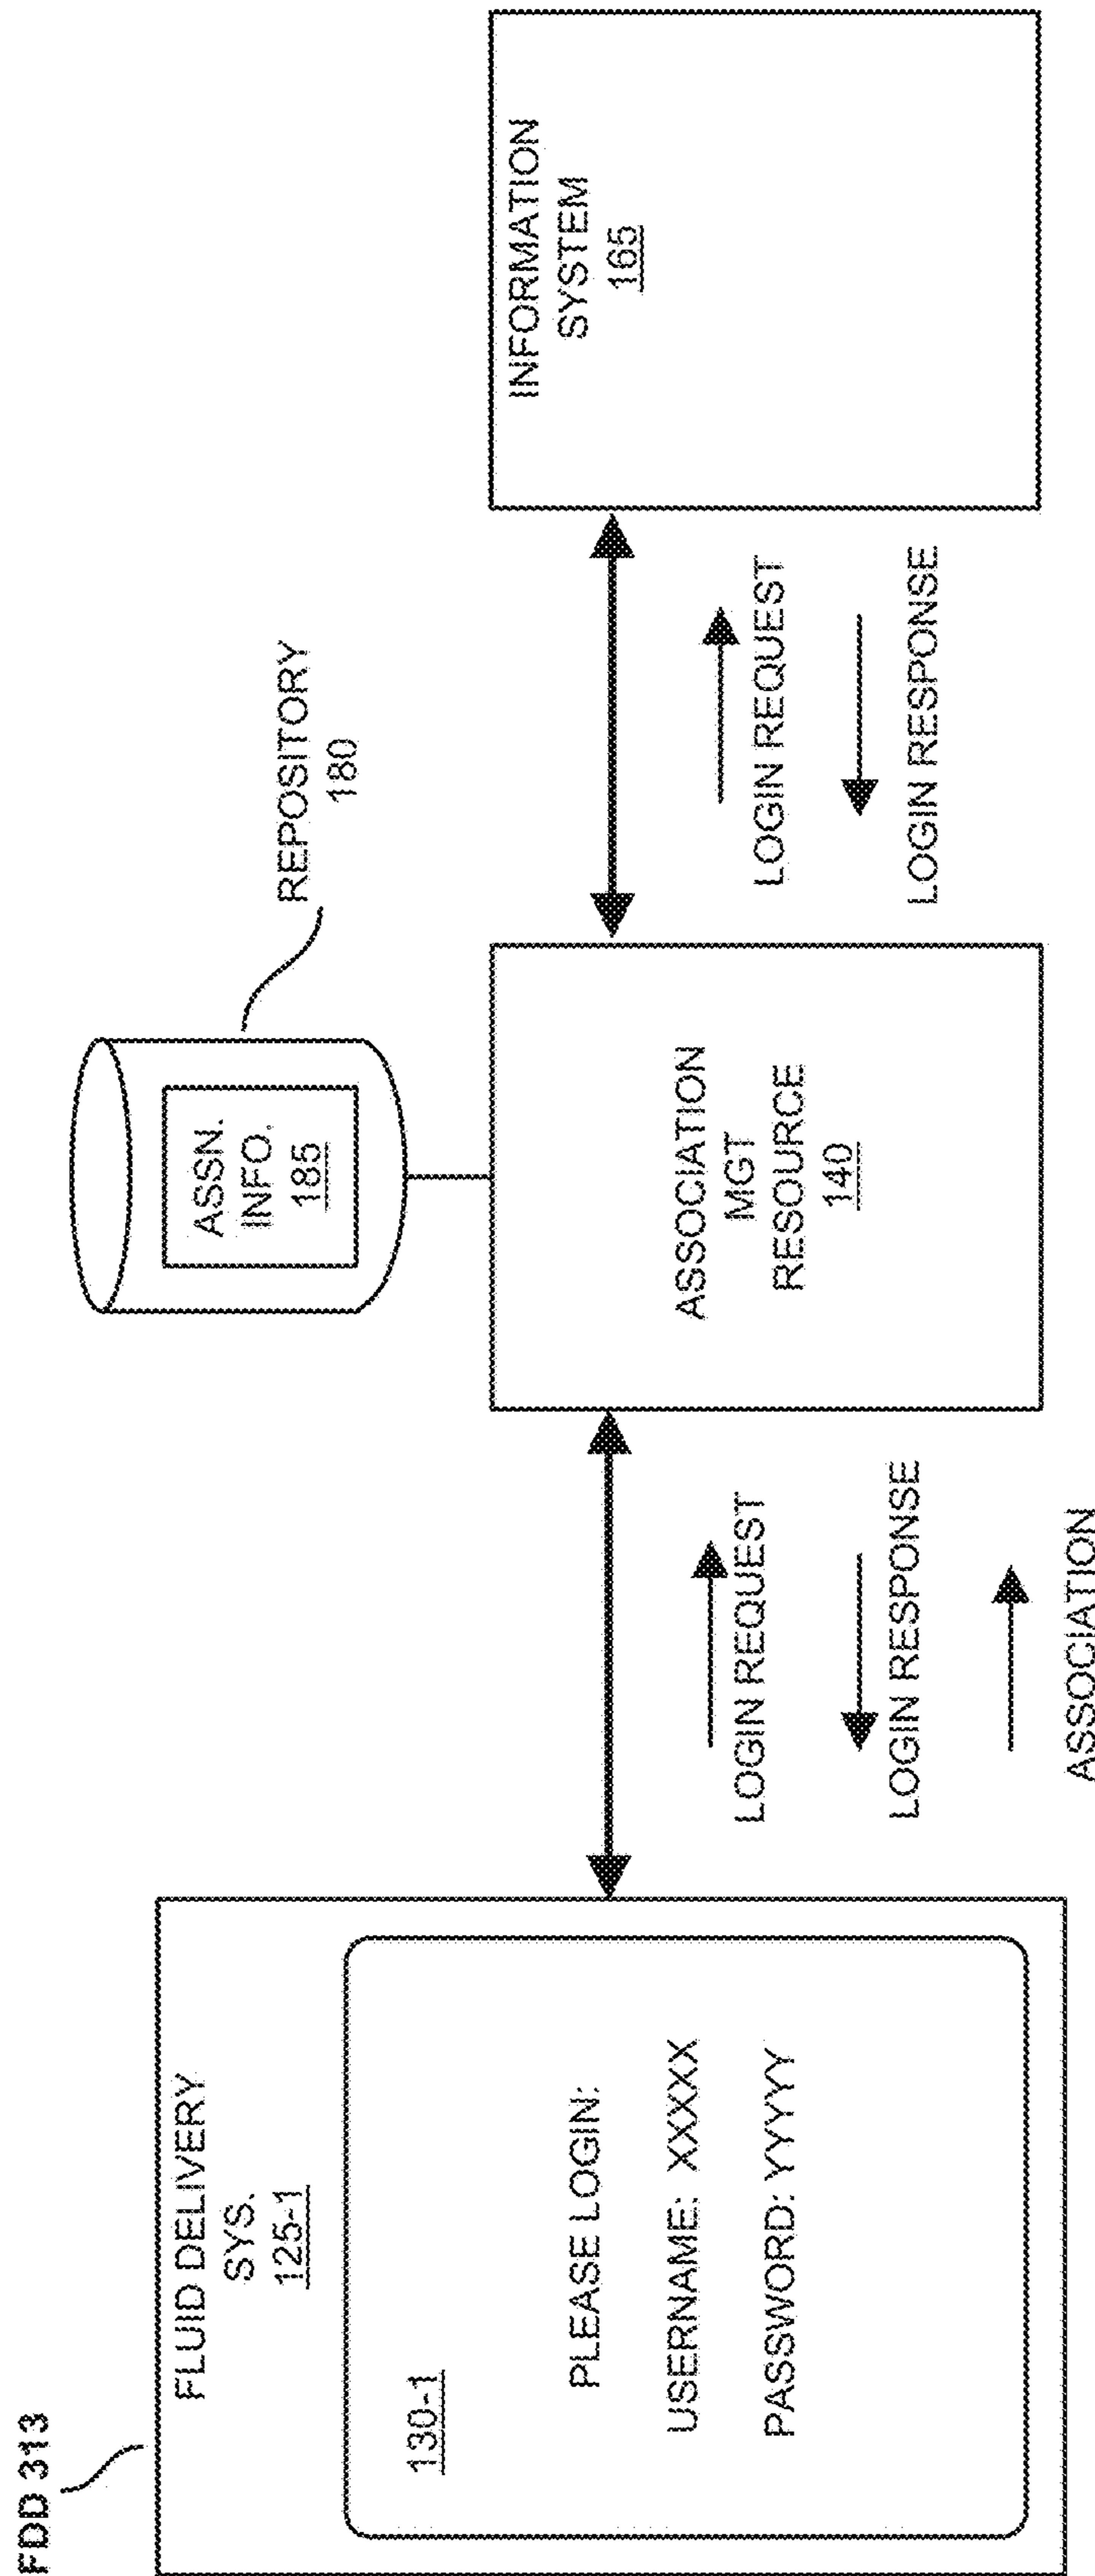 FDD 313
FLUID DELIVERY
SYS.
125-1
130-1
PLEASE LOGIN:
USERNAME: XXXXX
PASSWORD: YYYYY
LOGIN REQUEST
LOGIN RESPONSE
ASSOCIATION
ASSN.
INFO.
185
REPOSITORY
180
ASSOCIATION
MGT
RESOURCE
140
LOGIN REQUEST
LOGIN RESPONSE
INFORMATION
SYSTEM
165